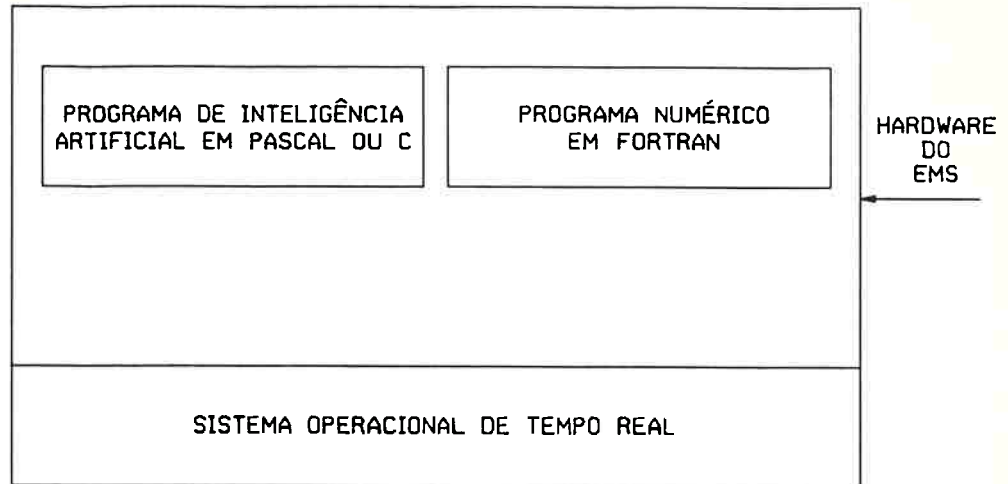 PROGRAMA DE INTELIGÊNCIA
ARTIFICIAL EM PASCAL OU C
PROGRAMA NUMÉRICO
EM FORTRAN
HARDWARE
DO
EMS
SISTEMA OPERACIONAL DE TEMPO REAL